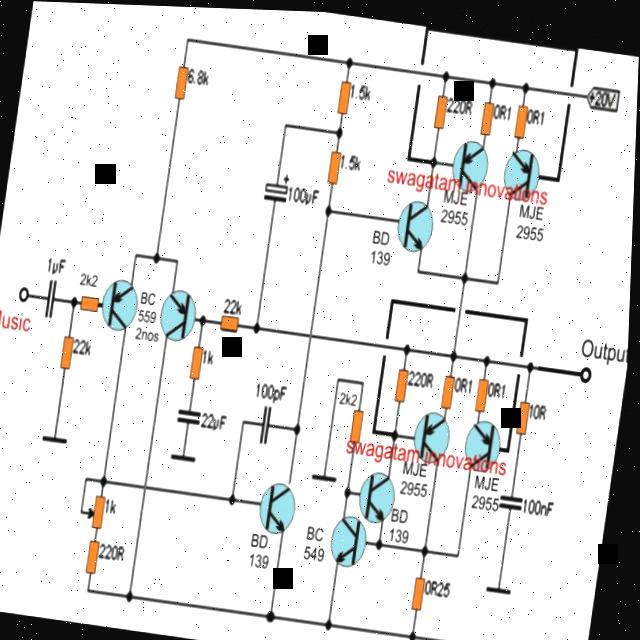 6.8k
1.5k
220R
0R1
0R1
+20V
1.5k
+
100µF
swagatam innovations
MJE
2955
MJE
2955
BD
139
1µF
2k2
BC
559
2nos
22k
Music
Output
22k
1k
220R
0R1
0R1
10R
100pF
2k2
22µF
swagatam innovations
MJE
2955
MJE
2955
100nF
1k
BD
139
BD
139
BC
549
220R
0R25